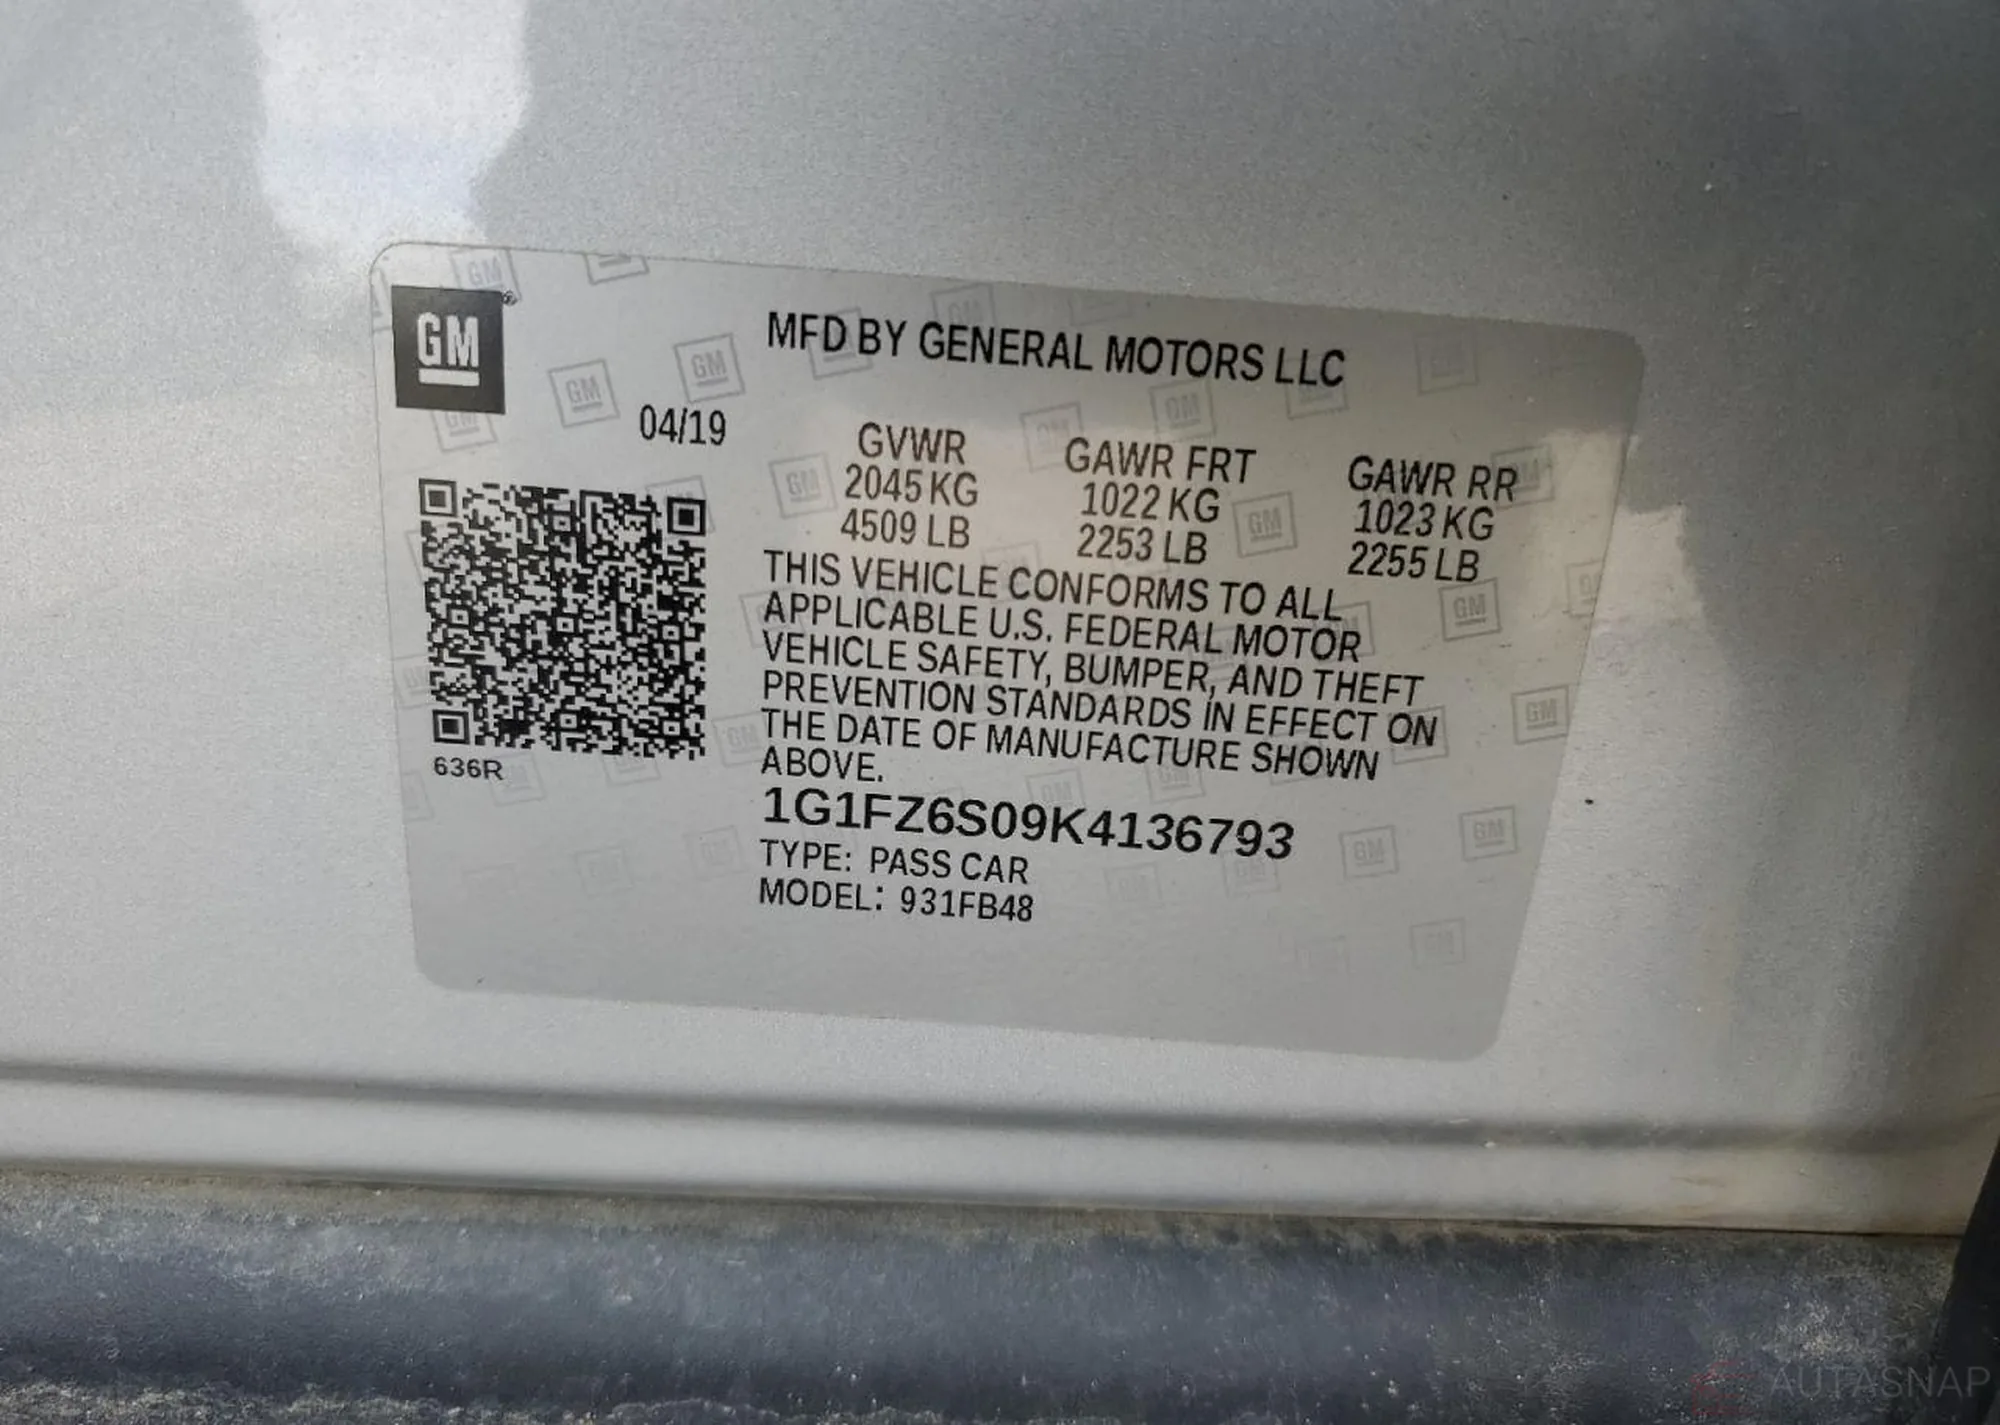 GM
MFD BY GENERAL MOTORS LLC
04/19
GVWR GAWR FRT GAWR RR
2045 KG 1022 KG 1023 KG
4509 LB 2253 LB 2255 LB
THIS VEHICLE CONFORMS TO ALL
APPLICABLE U.S. FEDERAL MOTOR
VEHICLE SAFETY, BUMPER, AND THEFT
PREVENTION STANDARDS IN EFFECT ON
THE DATE OF MANUFACTURE SHOWN
ABOVE.
636R
1G1FZ6S09K4136793
TYPE: PASS CAR
MODEL: 931FB48
AUTASNAP